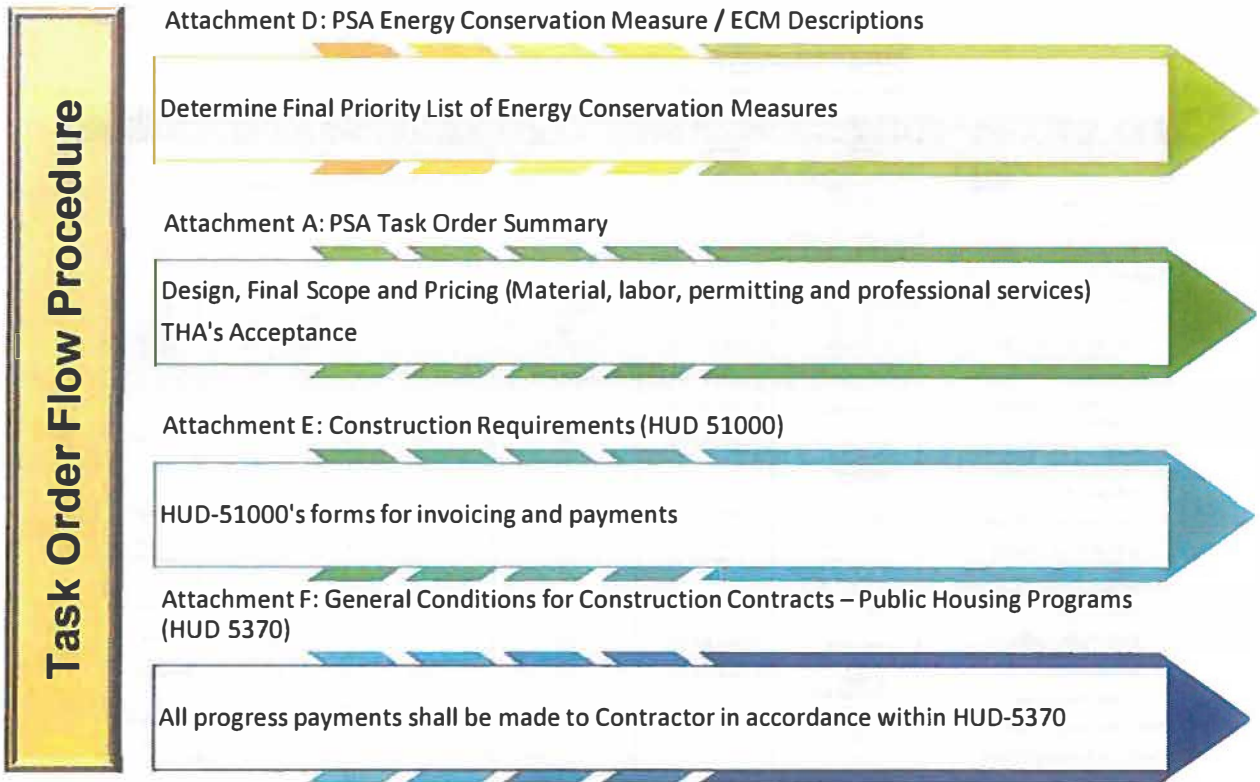 Task Order Flow Procedure
Attachment D: PSA Energy Conservation Measure / ECM Descriptions
Determine Final Priority List of Energy Conservation Measures
Attachment A: PSA Task Order Summary
Design, Final Scope and Pricing (Material, labor, permitting and professional services)
THA's Acceptance
Attachment E: Construction Requirements (HUD 51000)
HUD-51000's forms for invoicing and payments
Attachment F: General Conditions for Construction Contracts – Public Housing Programs
(HUD 5370)
All progress payments shall be made to Contractor in accordance within HUD-5370